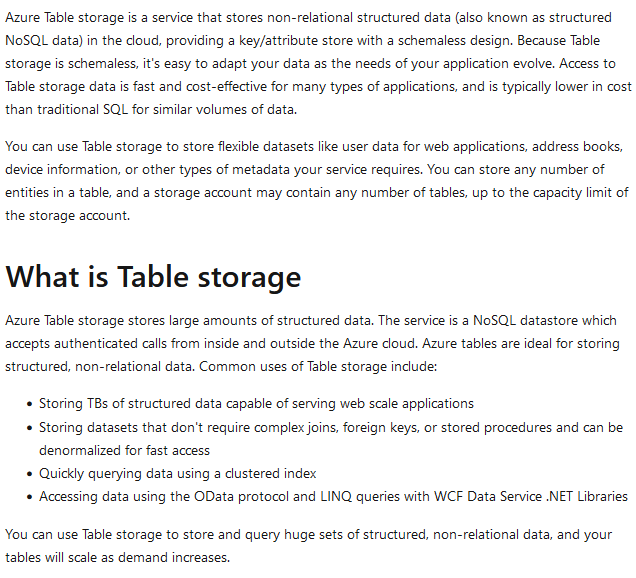 Azure Table storage is a service that stores non-relational structured data (also known as structured
NoSQL data) in the cloud, providing a key/attribute store with a schemaless design. Because Table
storage is schemaless, it's easy to adapt your data as the needs of your application evolve. Access to
Table storage data is fast and cost-effective for many types of applications, and is typically lower in cost
than traditional SQL for similar volumes of data.
You can use Table storage to store flexible datasets like user data for web applications, address books,
device information, or other types of metadata your service requires. You can store any number of
entities in a table, and a storage account may contain any number of tables, up to the capacity limit of
the storage account.
What is Table storage
Azure Table storage stores large amounts of structured data. The service is a NoSQL datastore which
accepts authenticated calls from inside and outside the Azure cloud. Azure tables are ideal for storing
structured, non-relational data. Common uses of Table storage include:
• Storing TBs of structured data capable of serving web scale applications
• Storing datasets that don't require complex joins, foreign keys, or stored procedures and can be
denormalized for fast access
• Quickly querying data using a clustered index
• Accessing data using the OData protocol and LINQ queries with WCF Data Service .NET Libraries
You can use Table storage to store and query huge sets of structured, non-relational data, and your
tables will scale as demand increases.